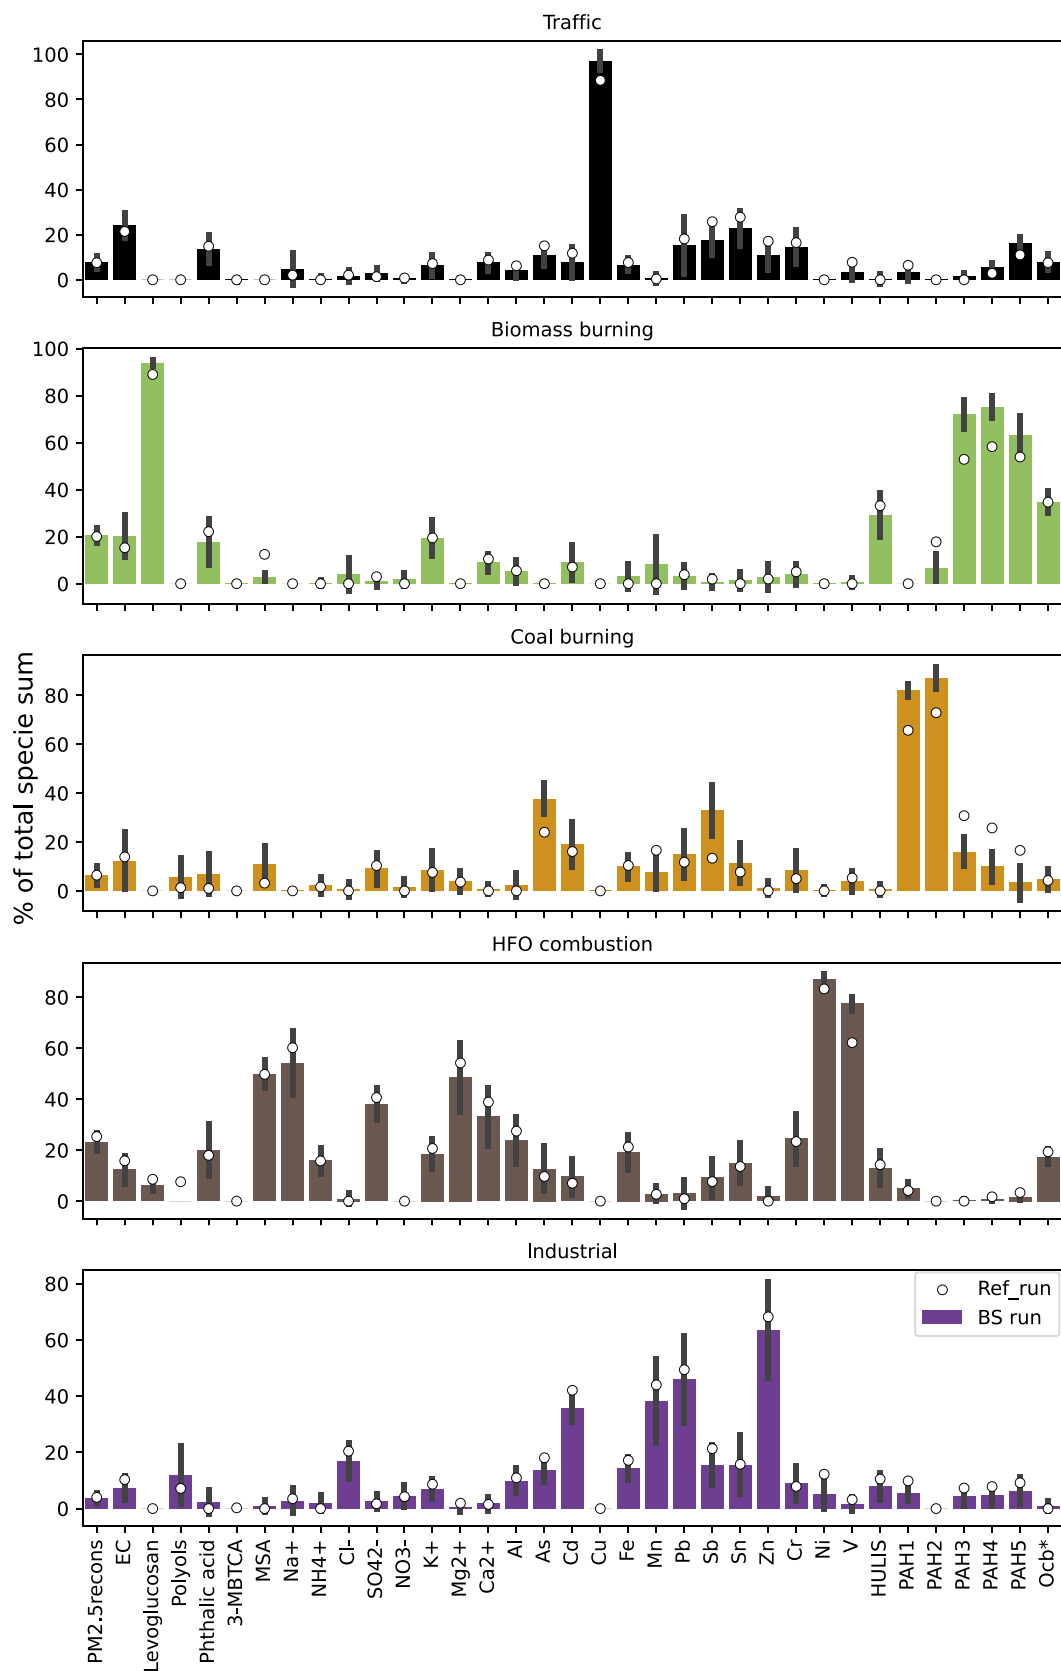 Traffic
100
80
60
40
20
0
Biomass burning
100
80
60
40
20
0
Coal burning
80
60
40
20
0
% of total specie sum
HFO combustion
80
60
40
20
0
Industrial
80
60
40
20
0
Ref_run
BS run
PM2.5recons
EC
Levoglucosan
Polyols
Phthalic acid
3-MBTCA
MSA
Na+
NH4+
Cl-
SO42-
NO3-
K+
Mg2+
Ca2+
Al
As
Cd
Cu
Fe
Mn
Pb
Sb
Sn
Zn
Cr
Ni
V
HULIS
PAH1
PAH2
PAH3
PAH4
PAH5
Ocb*